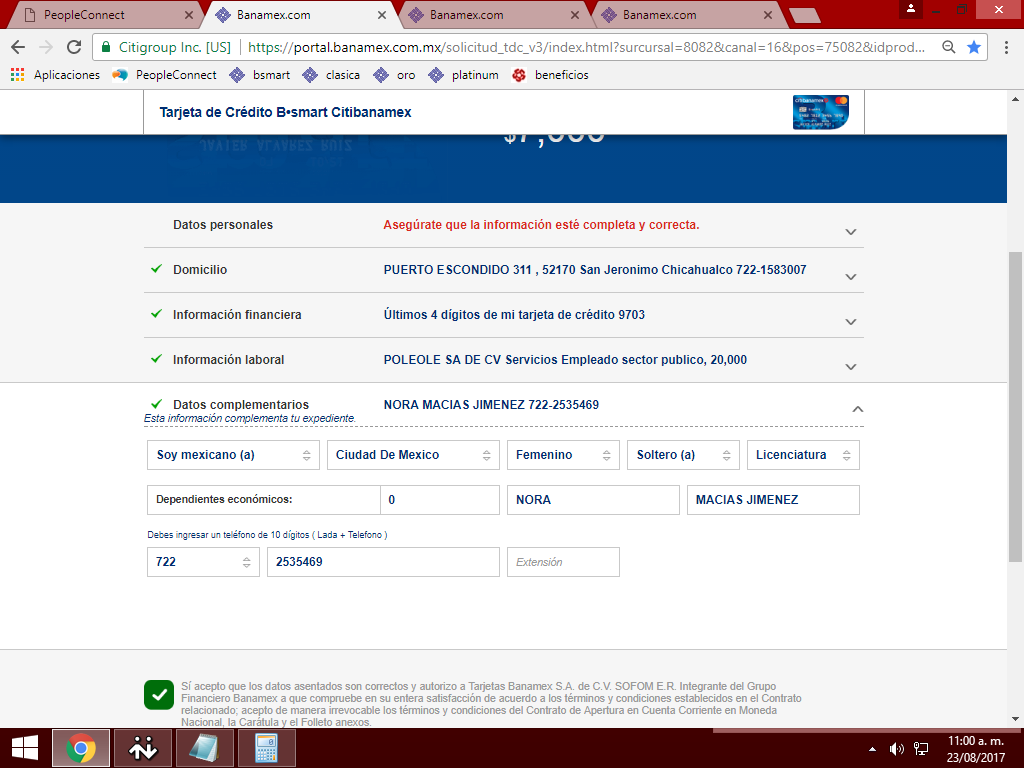 PeopleConnect
Banamex.com
Banamex.com
Banamex.com
Citigroup Inc. [US] https://portal.banamex.com.mx/solicitud_tdc_v3/index.html?surcursal=8082&canal=16&pos=75082&idprod...
Aplicaciones PeopleConnect bsmart clasica oro platinum beneficios
Tarjeta de Crédito B•smart Citibanamex
citibanamex
$7,000
JAVIER ALVAREZ RUIZ
Datos personales Asegúrate que la información esté completa y correcta.
Domicilio PUERTO ESCONDIDO 311 , 52170 San Jeronimo Chicahualco 722-1583007
Información financiera Últimos 4 dígitos de mi tarjeta de crédito 9703
Información laboral POLEOLE SA DE CV Servicios Empleado sector publico, 20,000
Datos complementarios NORA MACIAS JIMENEZ 722-2535469
Esta información complementa tu expediente.
Soy mexicano (a) Ciudad De Mexico Femenino Soltero (a) Licenciatura
Dependientes económicos: 0 NORA MACIAS JIMENEZ
Debes ingresar un teléfono de 10 dígitos ( Lada + Telefono )
722 2535469 Extensión
Sí acepto que los datos asentados son correctos y autorizo a Tarjetas Banamex S.A. de C.V. SOFOM E.R. Integrante del Grupo
Financiero Banamex a que compruebe en su entera satisfacción de acuerdo a los términos y condiciones establecidos en el Contrato
relacionado; acepto de manera irrevocable los términos y condiciones del Contrato de Apertura en Cuenta Corriente en Moneda
Nacional, la Carátula y el Folleto anexos.
11:00 a. m.
23/08/2017